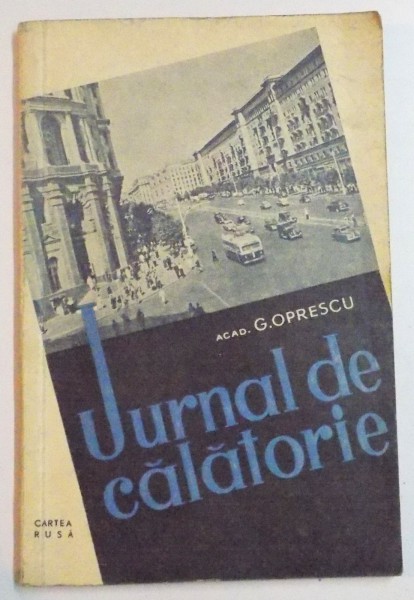 ACAD. G. OPRESCU
Jurnal de
călătorie
CARTEA
RUSĂ